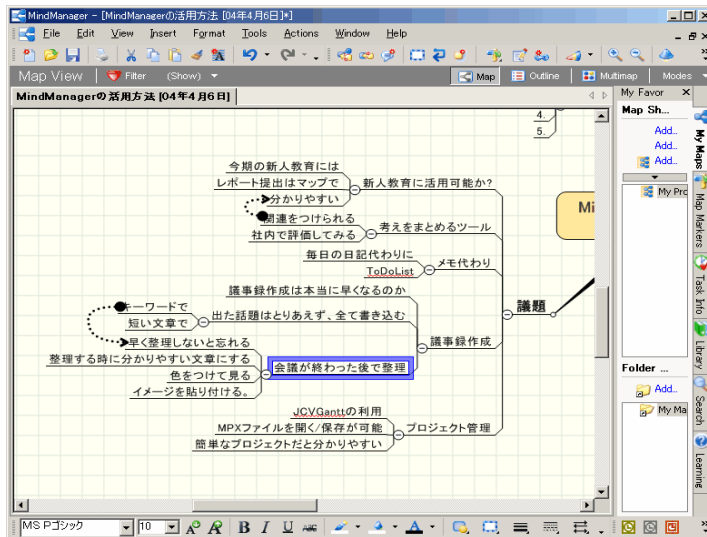 MindManager - [MindManagerの活用方法 [04年4月6日]*]
File Edit View Insert Format Tools Actions Window Help
Map View Filter (Show) Map Outline Multimap Modes
MindManagerの活用方法 [04年4月6日]
My Favor
Map Sh...
Add..
Add..
Add..
My Pro
Folder ...
Add..
My Ma
My Maps
Map Markers
Task Info
Library
Search
Learning
4.
5.
Mi
議題
今期の新人教育には
レポート提出はマップで
分かりやすい
新人教育に活用可能か?
関連をつけられる
社内で評価してみる
考えをまとめるツール
毎日の日記代わりに
ToDoList
メモ代わり
議事録作成は本当に早くなるのか
キーワードで
短い文章で
出た話題はとりあえず、全て書き込む
議事録作成
早く整理しないと忘れる
整理する時に分かりやすい文章にする
色をつけて見る
イメージを貼り付ける。
会議が終わった後で整理
JCVGanttの利用
MPXファイルを開く/保存が可能
簡単なプロジェクトだと分かりやすい
プロジェクト管理
MS Pゴシック 10 B I U abc A